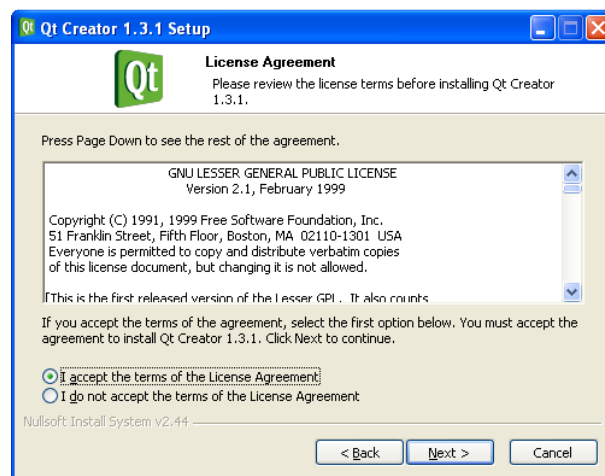 Qt Creator 1.3.1 Setup
Qt
License Agreement
Please review the license terms before installing Qt Creator
1.3.1.
Press Page Down to see the rest of the agreement.
GNU LESSER GENERAL PUBLIC LICENSE
Version 2.1, February 1999
Copyright (C) 1991, 1999 Free Software Foundation, Inc.
51 Franklin Street, Fifth Floor, Boston, MA  02110-1301  USA
Everyone is permitted to copy and distribute verbatim copies
of this license document, but changing it is not allowed.
[This is the first released version of the Lesser GPL.  It also counts
If you accept the terms of the agreement, select the first option below. You must accept the
agreement to install Qt Creator 1.3.1. Click Next to continue.
I accept the terms of the License Agreement
I do not accept the terms of the License Agreement
Nullsoft Install System v2.44
< Back
Next >
Cancel